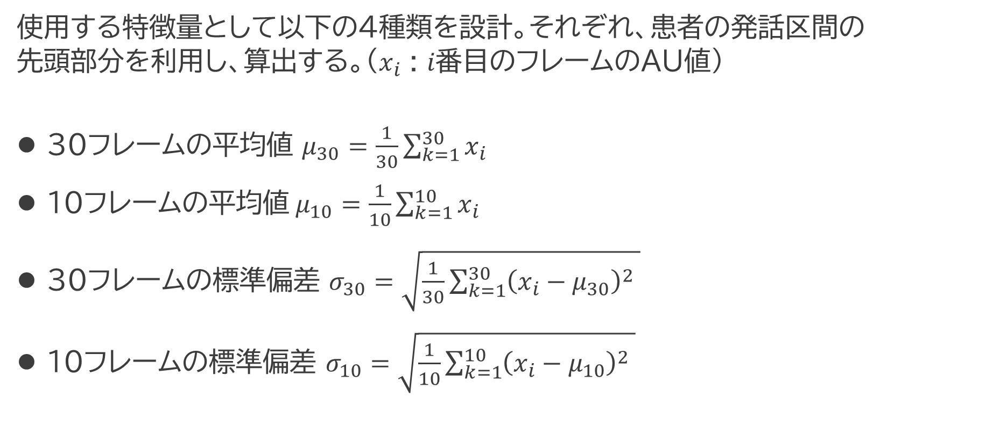 使用する特徴量として以下の4種類を設計。それぞれ、患者の発話区間の
先頭部分を利用し、算出する。（$x_i$：$i$番目のフレームのAU値）
● 30フレームの平均値 $\mu_{30} = \frac{1}{30}\sum_{k=1}^{30} x_i$
● 10フレームの平均値 $\mu_{10} = \frac{1}{10}\sum_{k=1}^{10} x_i$
● 30フレームの標準偏差 $\sigma_{30} = \sqrt{\frac{1}{30}\sum_{k=1}^{30}(x_i - \mu_{30})^2}$
● 10フレームの標準偏差 $\sigma_{10} = \sqrt{\frac{1}{10}\sum_{k=1}^{10}(x_i - \mu_{10})^2}$